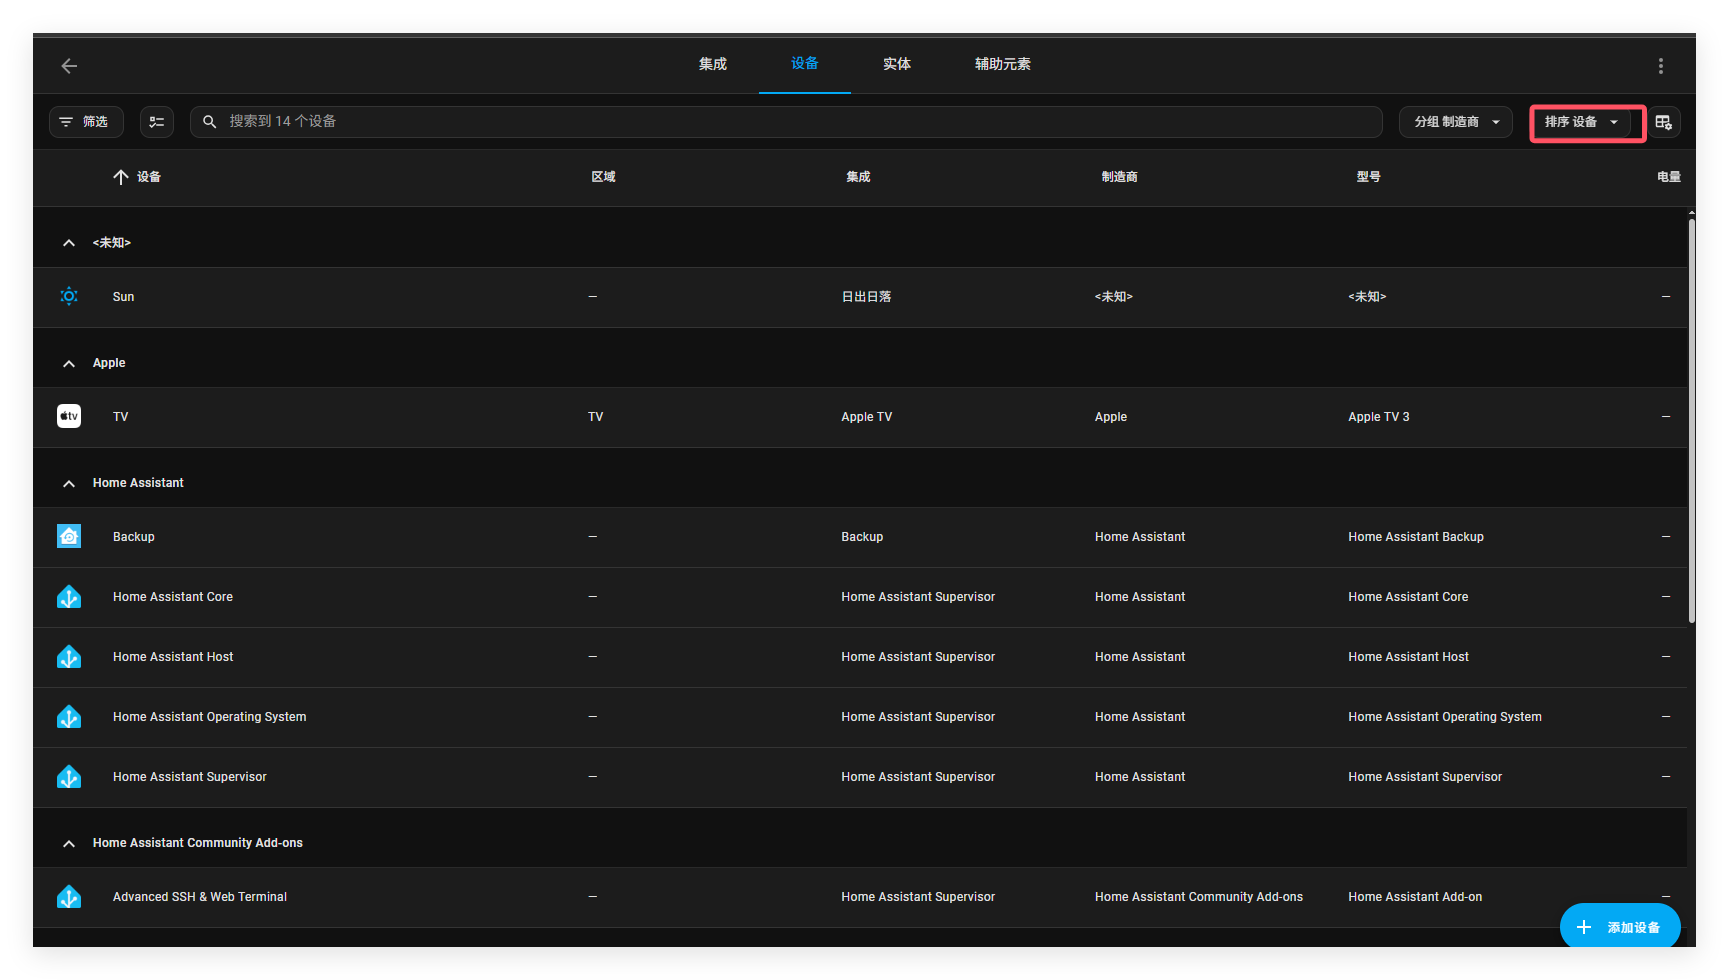 集成 设备 实体 辅助元素
筛选 搜索到 14 个设备 分组 制造商 排序 设备
设备 区域 集成 制造商 型号 电量
<未知>
Sun — 日出日落 <未知> <未知> —
Apple
tv TV TV Apple TV Apple Apple TV 3 —
Home Assistant
Backup — Backup Home Assistant Home Assistant Backup —
Home Assistant Core — Home Assistant Supervisor Home Assistant Home Assistant Core —
Home Assistant Host — Home Assistant Supervisor Home Assistant Home Assistant Host —
Home Assistant Operating System — Home Assistant Supervisor Home Assistant Home Assistant Operating System —
Home Assistant Supervisor — Home Assistant Supervisor Home Assistant Home Assistant Supervisor —
Home Assistant Community Add-ons
Advanced SSH & Web Terminal — Home Assistant Supervisor Home Assistant Community Add-ons Home Assistant Add-on —
添加设备